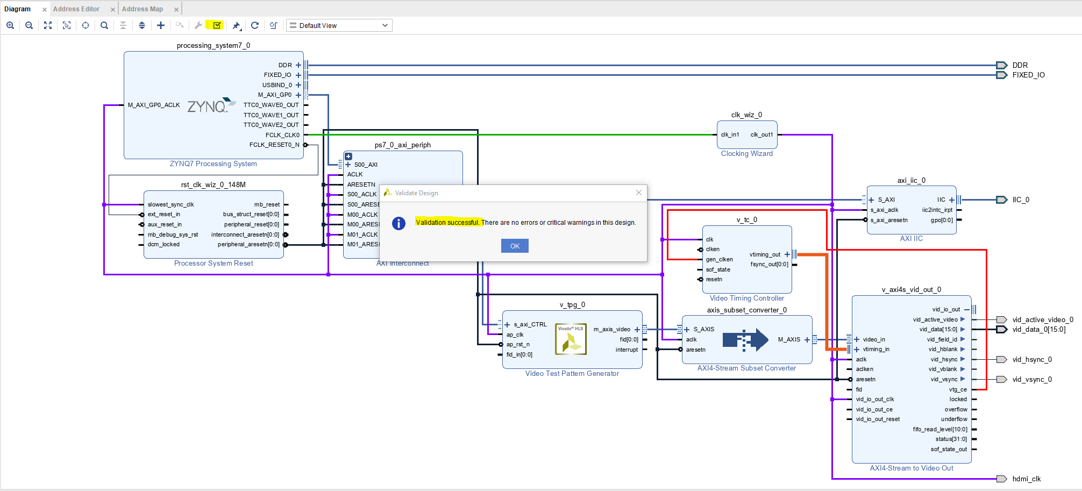 Diagram × Address Editor × Address Map ×
Default View
processing_system7_0
DDR
FIXED_IO
USBIND_0
M_AXI_GP0
M_AXI_GP0_ACLK
ZYNQ
TTC0_WAVE0_OUT
TTC0_WAVE1_OUT
TTC0_WAVE2_OUT
FCLK_CLK0
FCLK_RESET0_N
ZYNQ7 Processing System
DDR
FIXED_IO
rst_clk_wiz_0_148M
slowest_sync_clk
ext_reset_in
aux_reset_in
mb_debug_sys_rst
dcm_locked
mb_reset
bus_struct_reset[0:0]
peripheral_reset[0:0]
interconnect_aresetn[0:0]
peripheral_aresetn[0:0]
Processor System Reset
ps7_0_axi_periph
S00_AXI
ACLK
ARESETN
S00_ACLK
S00_ARESE
M00_ACLK
M00_ARESE
M01_ACLK
M01_ARESE
AXI Interconnect
Validate Design
Validation successful. There are no errors or critical warnings in this design.
OK
clk_wiz_0
clk_in1
clk_out1
Clocking Wizard
axi_iic_0
S_AXI
s_axi_aclk
s_axi_aresetn
IIC
iic2intc_irpt
gpo[0:0]
AXI IIC
IIC_0
v_tc_0
clk
clken
gen_clken
sof_state
resetn
vtiming_out
fsync_out[0:0]
Video Timing Controller
v_tpg_0
s_axi_CTRL
ap_clk
ap_rst_n
fid_in[0:0]
Vivado™ HLS
m_axis_video
fid[0:0]
interrupt
Video Test Pattern Generator
axis_subset_converter_0
S_AXIS
aclk
aresetn
M_AXIS
AXI4-Stream Subset Converter
v_axi4s_vid_out_0
video_in
vtiming_in
aclk
aclken
aresetn
fid
vid_io_out_clk
vid_io_out_ce
vid_io_out_reset
vid_io_out
vid_active_video
vid_data[15:0]
vid_field_id
vid_hblank
vid_hsync
vid_vblank
vid_vsync
vtg_ce
locked
overflow
underflow
fifo_read_level[10:0]
status[31:0]
sof_state_out
AXI4-Stream to Video Out
vid_active_video_0
vid_data_0[15:0]
vid_hsync_0
vid_vsync_0
hdmi_clk